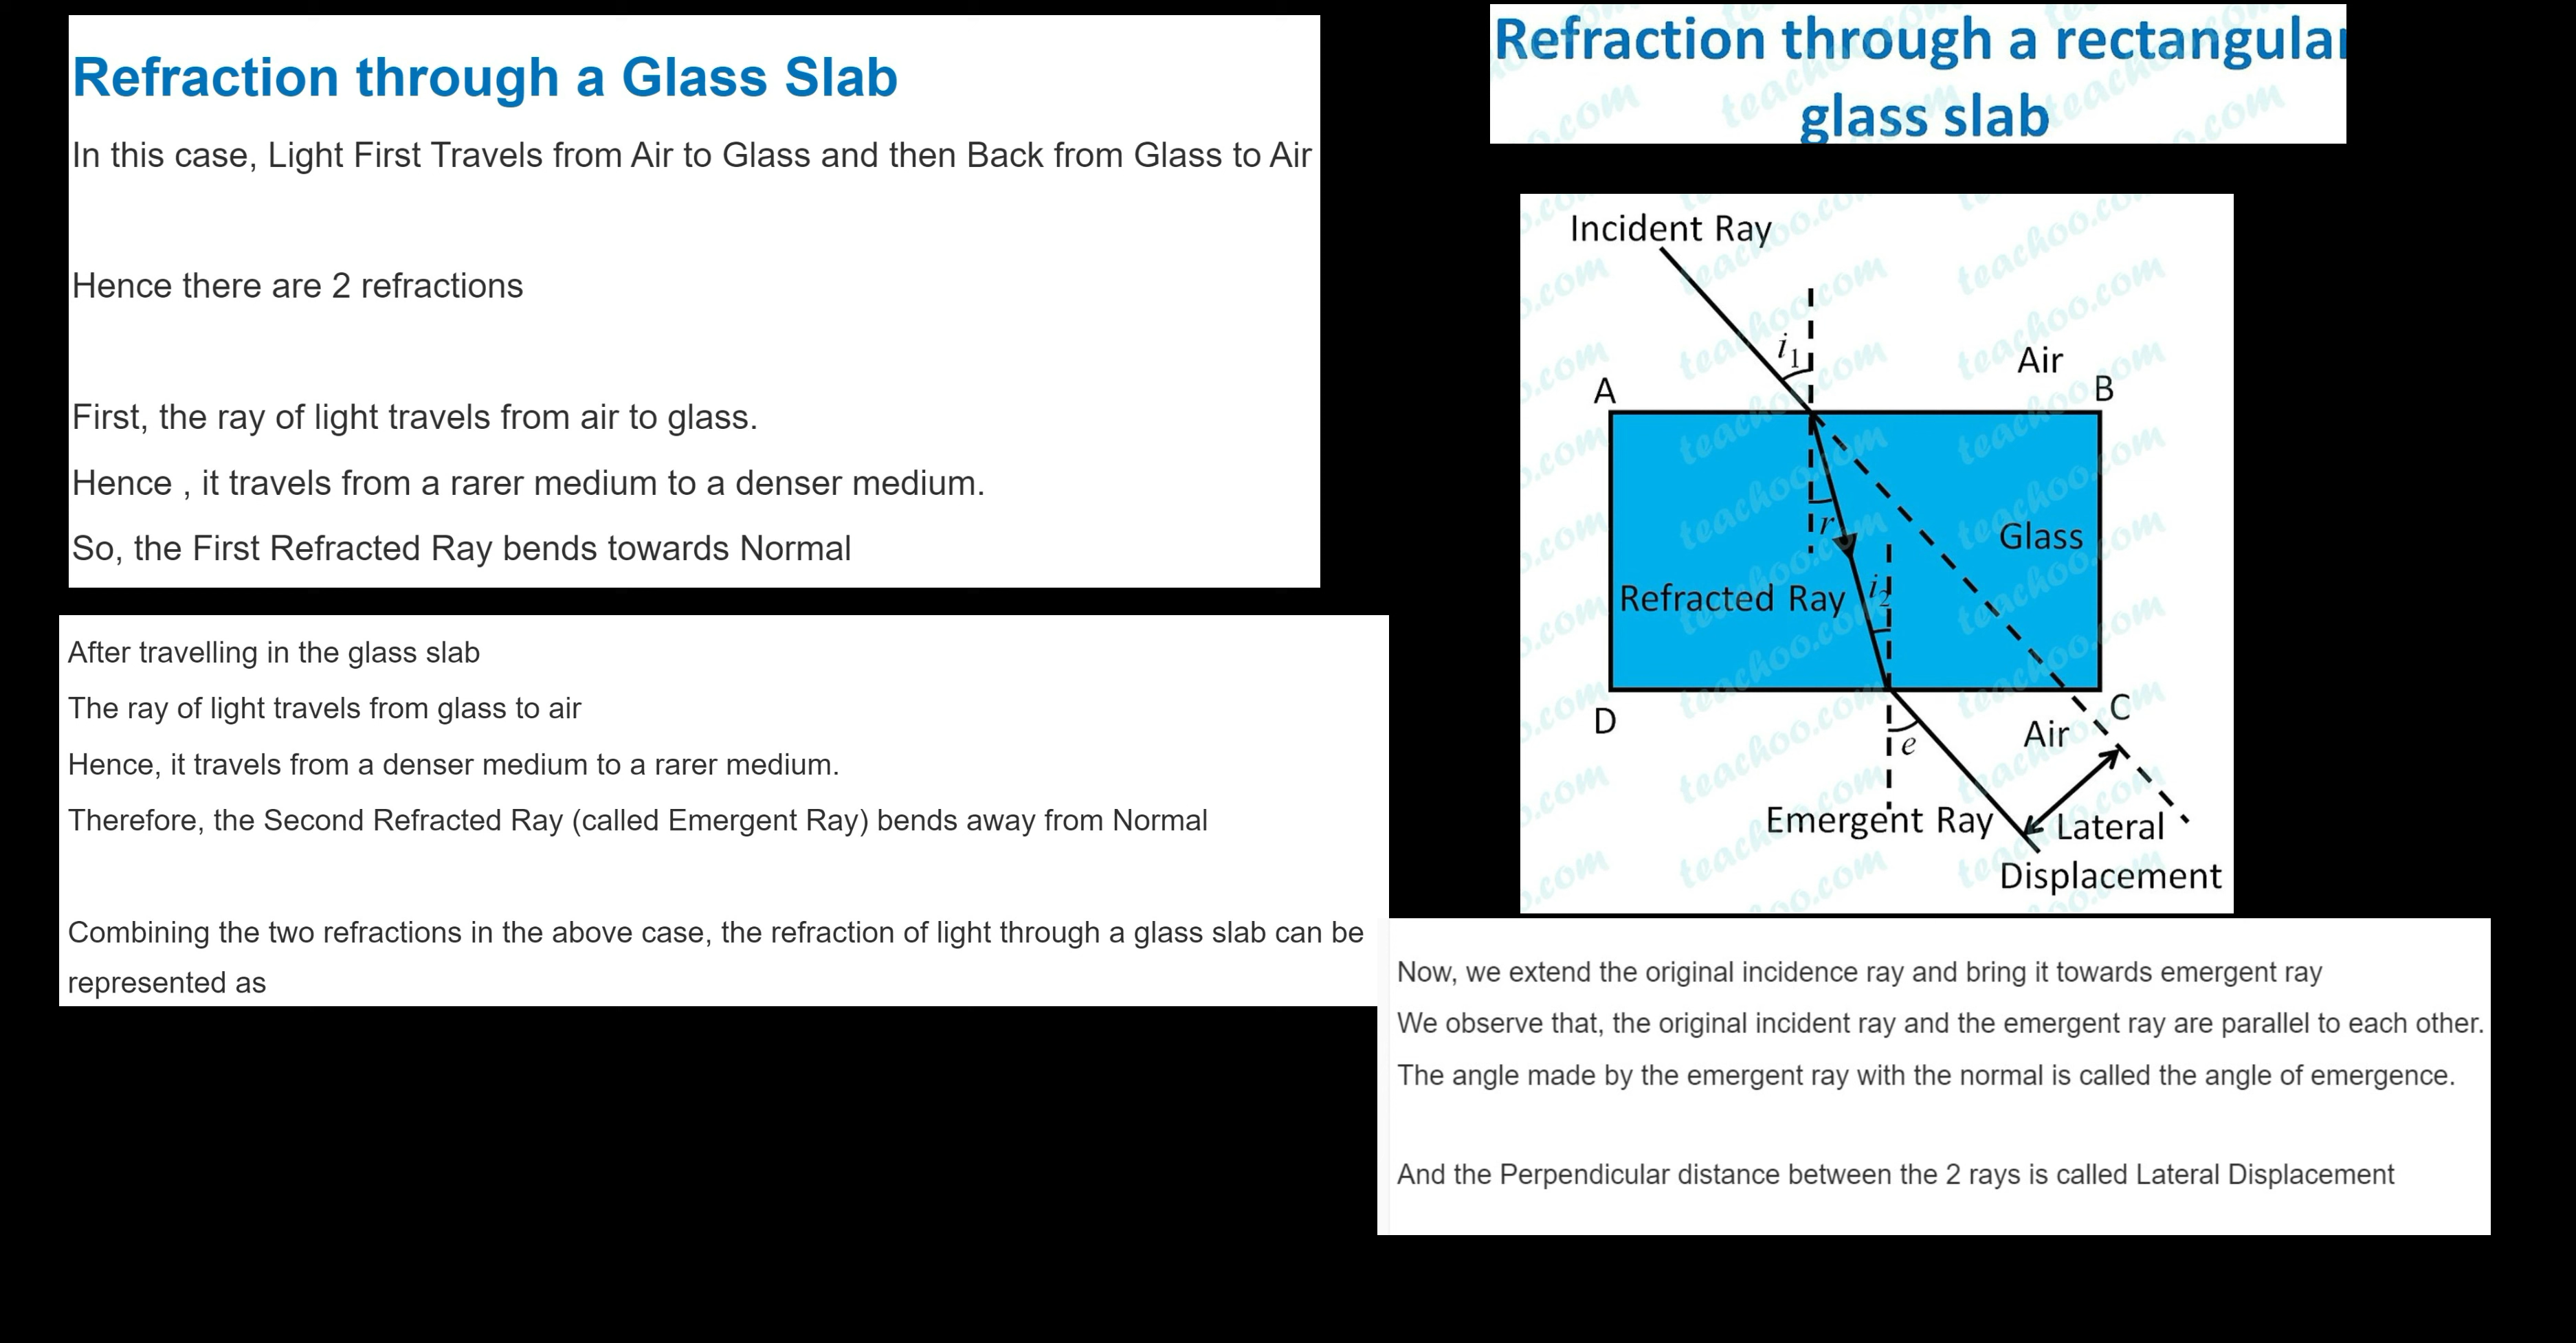 Refraction through a Glass Slab
In this case, Light First Travels from Air to Glass and then Back from Glass to Air
Hence there are 2 refractions
First, the ray of light travels from air to glass.
Hence , it travels from a rarer medium to a denser medium.
So, the First Refracted Ray bends towards Normal
After travelling in the glass slab
The ray of light travels from glass to air
Hence, it travels from a denser medium to a rarer medium.
Therefore, the Second Refracted Ray (called Emergent Ray) bends away from Normal
Combining the two refractions in the above case, the refraction of light through a glass slab can be
represented as
Refraction through a rectangular
glass slab
Incident Ray
i1
Air
A
B
r
Glass
Refracted Ray
i2
D
C
Air
e
Emergent Ray
Lateral
Displacement
teachoo.com
Now, we extend the original incidence ray and bring it towards emergent ray
We observe that, the original incident ray and the emergent ray are parallel to each other.
The angle made by the emergent ray with the normal is called the angle of emergence.
And the Perpendicular distance between the 2 rays is called Lateral Displacement